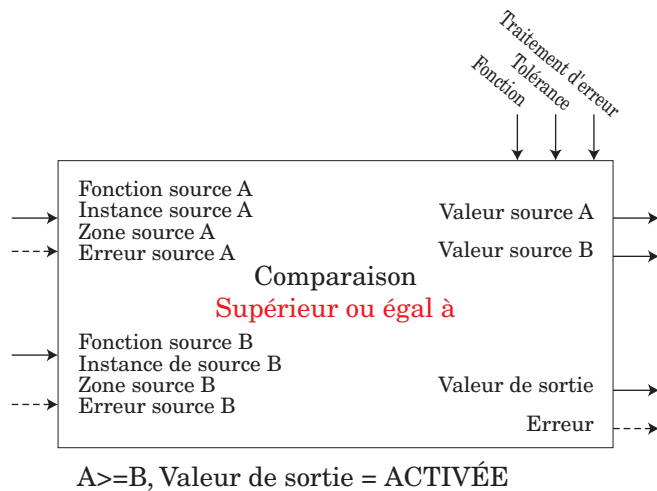 Fonction
Tolérance
Traitement d'erreur
Fonction source A
Instance source A
Zone source A
Erreur source A
Valeur source A
Valeur source B
Comparaison
Supérieur ou égal à
Fonction source B
Instance de source B
Zone source B
Erreur source B
Valeur de sortie
Erreur
A>=B, Valeur de sortie = ACTIVÉE